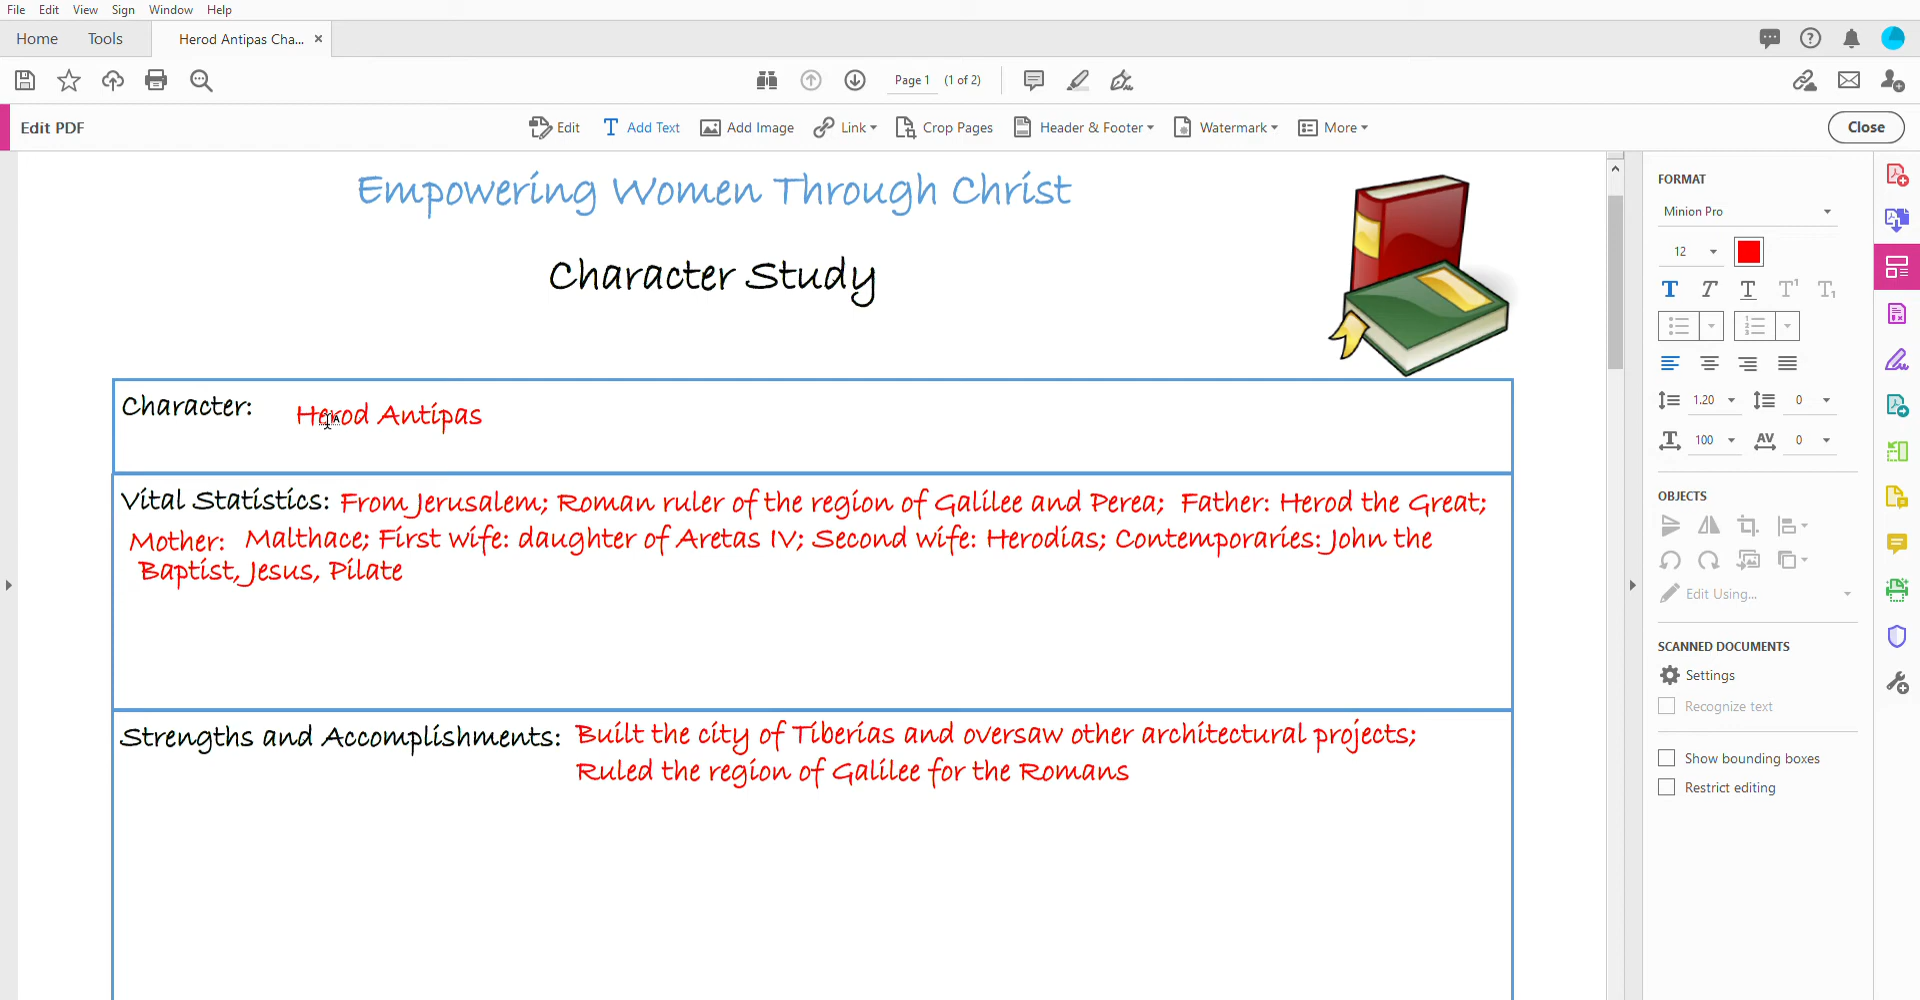 File Edit View Sign Window Help
Home Tools Herod Antipas Cha... ×
Page 1 (1 of 2)
Edit PDF Edit Add Text Add Image Link Crop Pages Header & Footer Watermark More Close
Empowering Women Through Christ
Character Study
Character: Herod Antipas
Vital Statistics: From Jerusalem; Roman ruler of the region of Galilee and Perea; Father: Herod the Great;
Mother: Malthace; First wife: daughter of Aretas IV; Second wife: Herodias; Contemporaries: John the
Baptist, Jesus, Pilate
Strengths and Accomplishments: Built the city of Tiberias and oversaw other architectural projects;
Ruled the region of Galilee for the Romans
FORMAT
Minion Pro
12
T T T T¹ T₁
1.20 0
100 AV 0
OBJECTS
Edit Using...
SCANNED DOCUMENTS
Settings
Recognize text
Show bounding boxes
Restrict editing